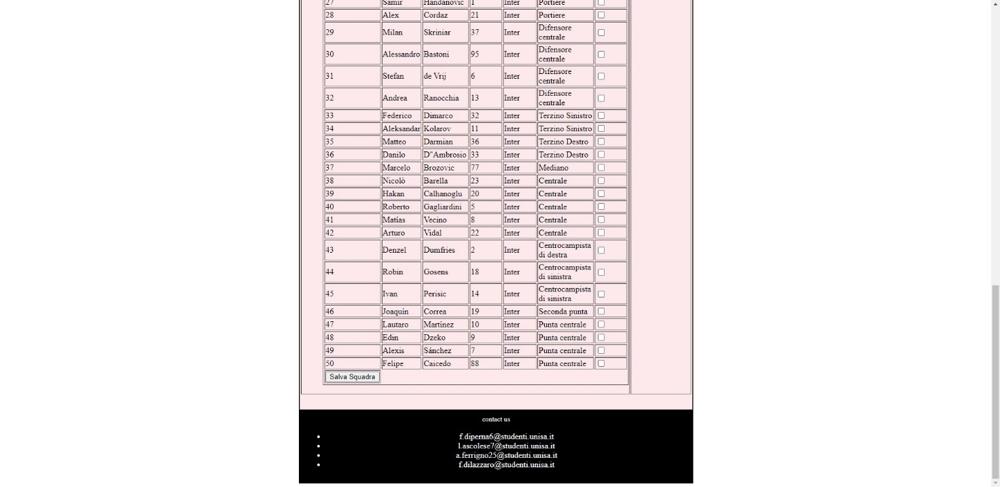 27 Samir Handanovic 1 Inter Portiere
28 Alex Cordaz 21 Inter Portiere
29 Milan Skriniar 37 Inter Difensore
centrale
30 Alessandro Bastoni 95 Inter Difensore
centrale
31 Stefan de Vrij 6 Inter Difensore
centrale
32 Andrea Ranocchia 13 Inter Difensore
centrale
33 Federico Dimarco 32 Inter Terzino Sinistro
34 Aleksandar Kolarov 11 Inter Terzino Sinistro
35 Matteo Darmian 36 Inter Terzino Destro
36 Danilo D"Ambrosio 33 Inter Terzino Destro
37 Marcelo Brozovic 77 Inter Mediano
38 Nicolò Barella 23 Inter Centrale
39 Hakan Calhanoglu 20 Inter Centrale
40 Roberto Gagliardini 5 Inter Centrale
41 Matías Vecino 8 Inter Centrale
42 Arturo Vidal 22 Inter Centrale
43 Denzel Dumfries 2 Inter Centrocampista
di destra
44 Robin Gosens 18 Inter Centrocampista
di sinistra
45 Ivan Perisic 14 Inter Centrocampista
di sinistra
46 Joaquín Correa 19 Inter Seconda punta
47 Lautaro Martínez 10 Inter Punta centrale
48 Edin Dzeko 9 Inter Punta centrale
49 Alexis Sánchez 7 Inter Punta centrale
50 Felipe Caicedo 88 Inter Punta centrale
Salva Squadra
contact us
f.diperna6@studenti.unisa.it
l.ascolese7@studenti.unisa.it
a.ferrigno25@studenti.unisa.it
f.dilazzaro@studenti.unisa.it